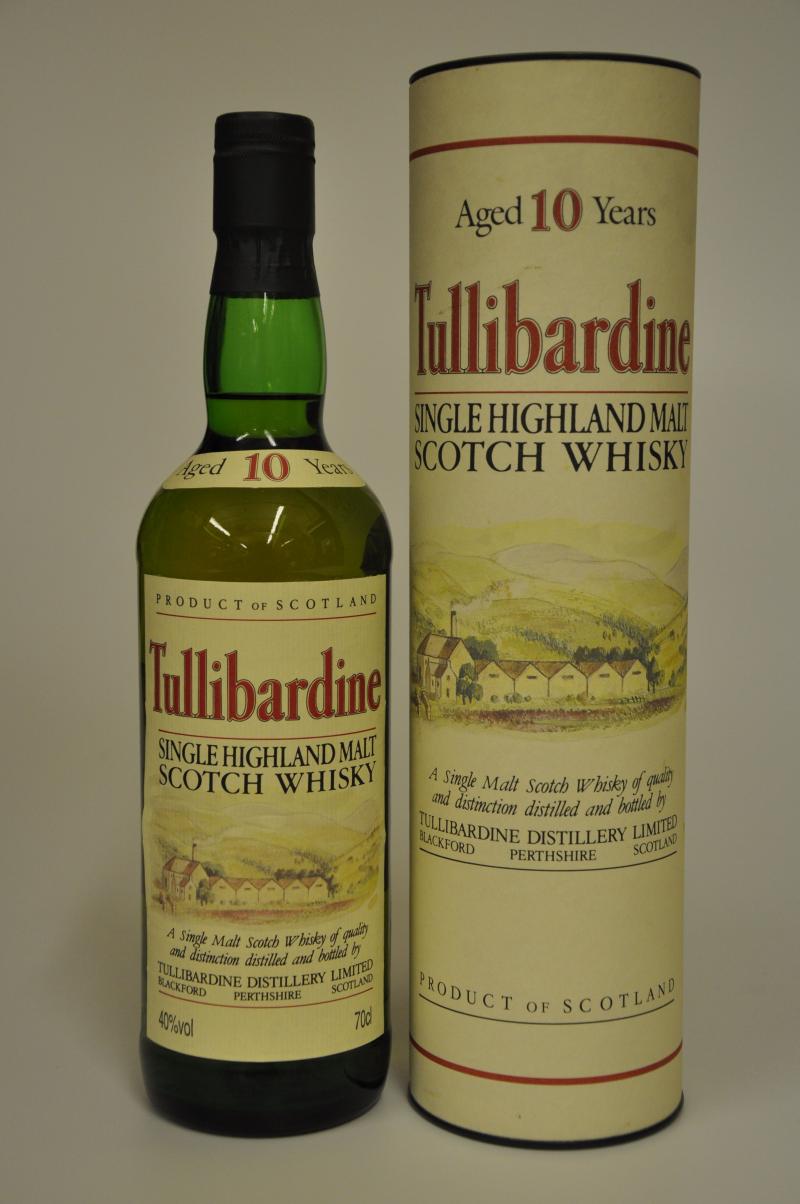 Aged 10 Years
PRODUCT OF SCOTLAND
Tullibardine
SINGLE HIGHLAND MALT
SCOTCH WHISKY
A Single Malt Scotch Whisky of quality
and distinction distilled and bottled by
TULLIBARDINE DISTILLERY LIMITED
BLACKFORD PERTHSHIRE SCOTLAND
40%vol 70cl
Aged 10 Years
Tullibardine
SINGLE HIGHLAND MALT
SCOTCH WHISKY
A Single Malt Scotch Whisky of quality
and distinction distilled and bottled by
TULLIBARDINE DISTILLERY LIMITED
BLACKFORD PERTHSHIRE SCOTLAND
PRODUCT OF SCOTLAND